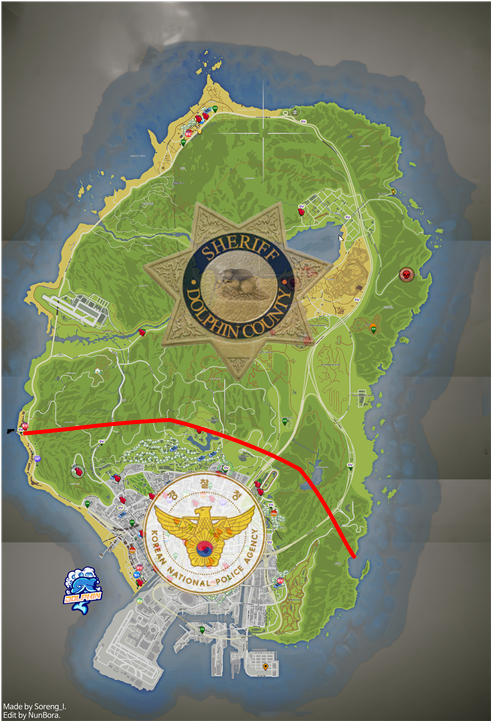 SHERIFF
DOLPHIN COUNTY
경찰청
KOREAN NATIONAL POLICE AGENCY
DOLPHIN
Made by Soreng_I.
Edit by NunBora.